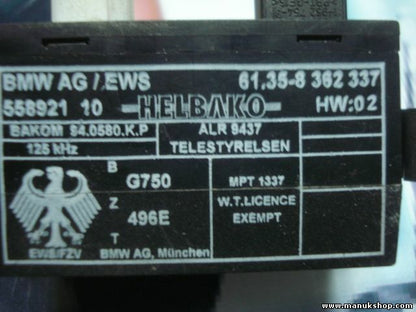 BMW AG / EWS 61.35-8 362 337
558921 10 HELBAKO HW:02
BAKOM 94.0580.K.P ALR 9437
125 kHz TELESTYRELSEN
B G750 MPT 1337
Z 496E W.T.LICENCE
EXEMPT
T
EWS/FZV BMW AG, München
www.manukshop.com